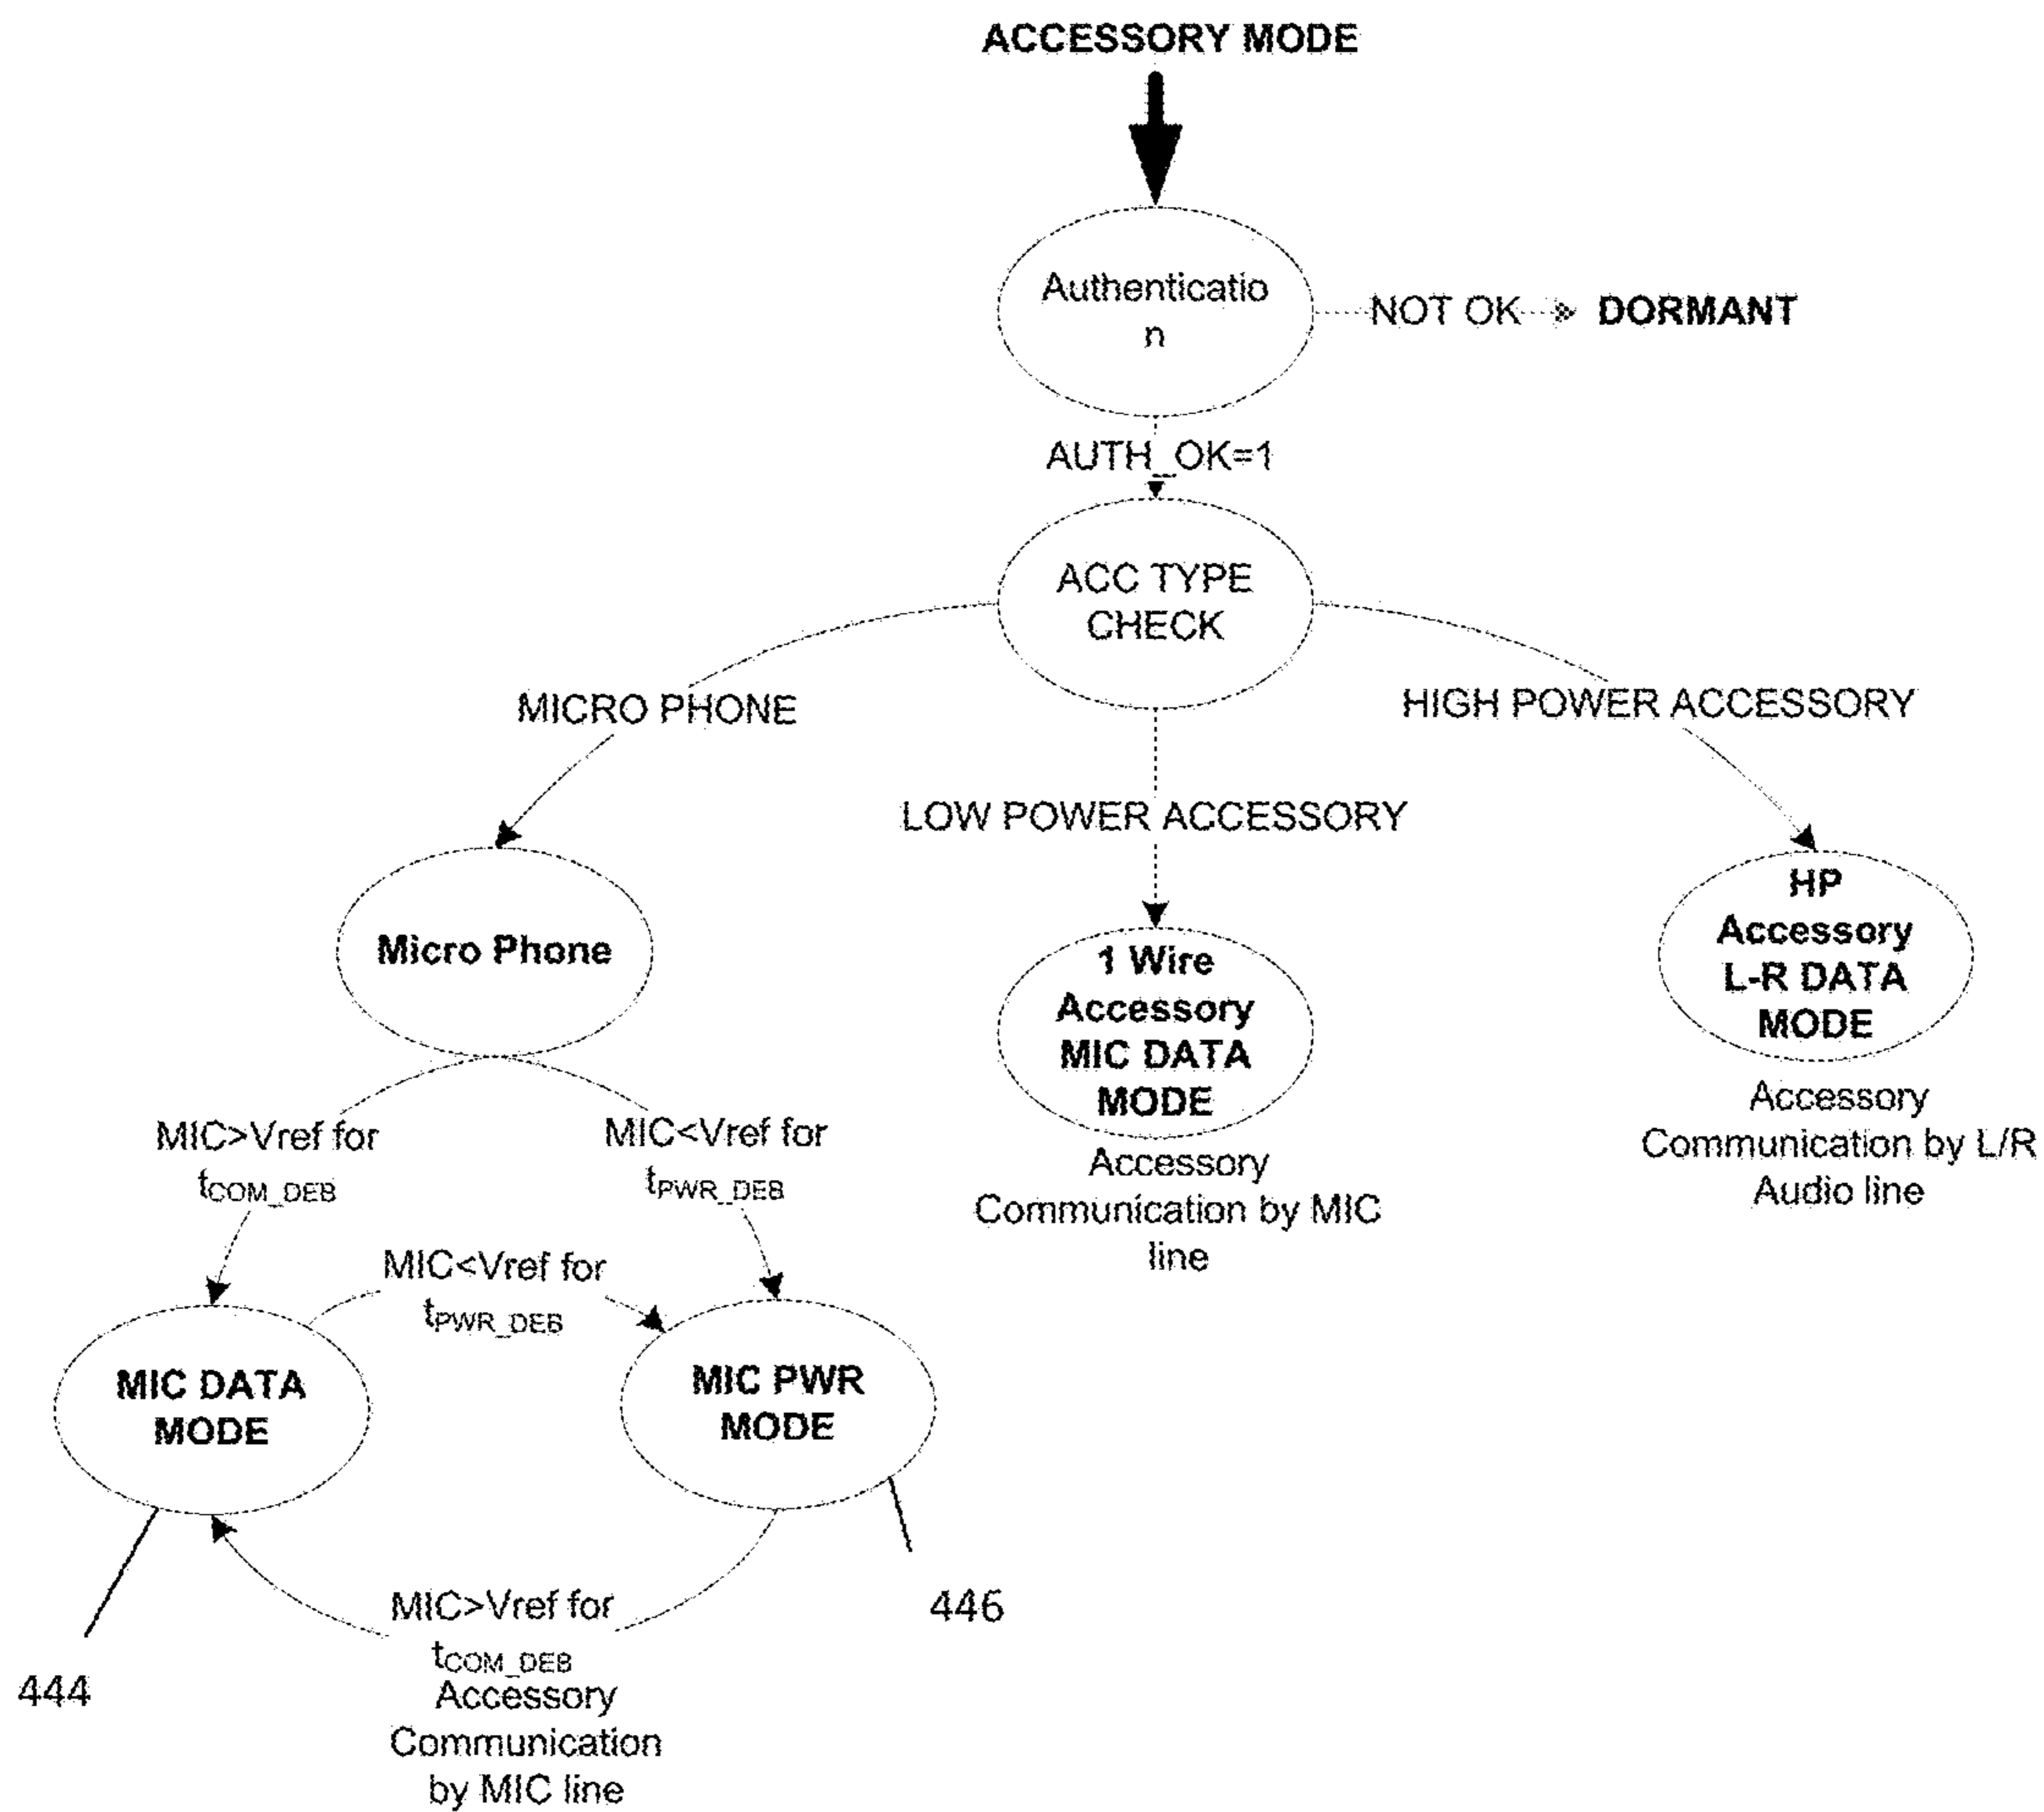 ACCESSORY MODE
Authenticatio
n
NOT OK
DORMANT
AUTH_OK=1
ACC TYPE
CHECK
MICRO PHONE
HIGH POWER ACCESSORY
LOW POWER ACCESSORY
Micro Phone
1 Wire
Accessory
MIC DATA
MODE
HP
Accessory
L-R DATA
MODE
Accessory
Communication by L/R
Audio line
Accessory
Communication by MIC
line
MIC>Vref for
tCOM_DEB
MIC<Vref for
tPWR_DEB
MIC<Vref for
tPWR_DEB
MIC DATA
MODE
MIC PWR
MODE
MIC>Vref for
tCOM_DEB
Accessory
Communication
by MIC line
444
446